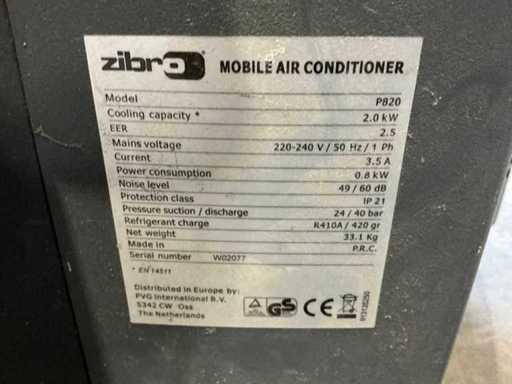 zibro MOBILE AIR CONDITIONER
Model P820
Cooling capacity * 2.0 kW
EER 2.5
Mains voltage 220-240 V / 50 Hz / 1 Ph
Current 3.5 A
Power consumption 0.8 kW
Noise level 49 / 60 dB
Protection class IP 21
Pressure suction / discharge 24 / 40 bar
Refrigerant charge R410A / 420 gr
Net weight 33.1 Kg
Made in P.R.C.
Serial number W02077
* EN 14511
Distributed in Europe by:
PVG International B.V.
5342 CW Oss
The Netherlands
GS CE